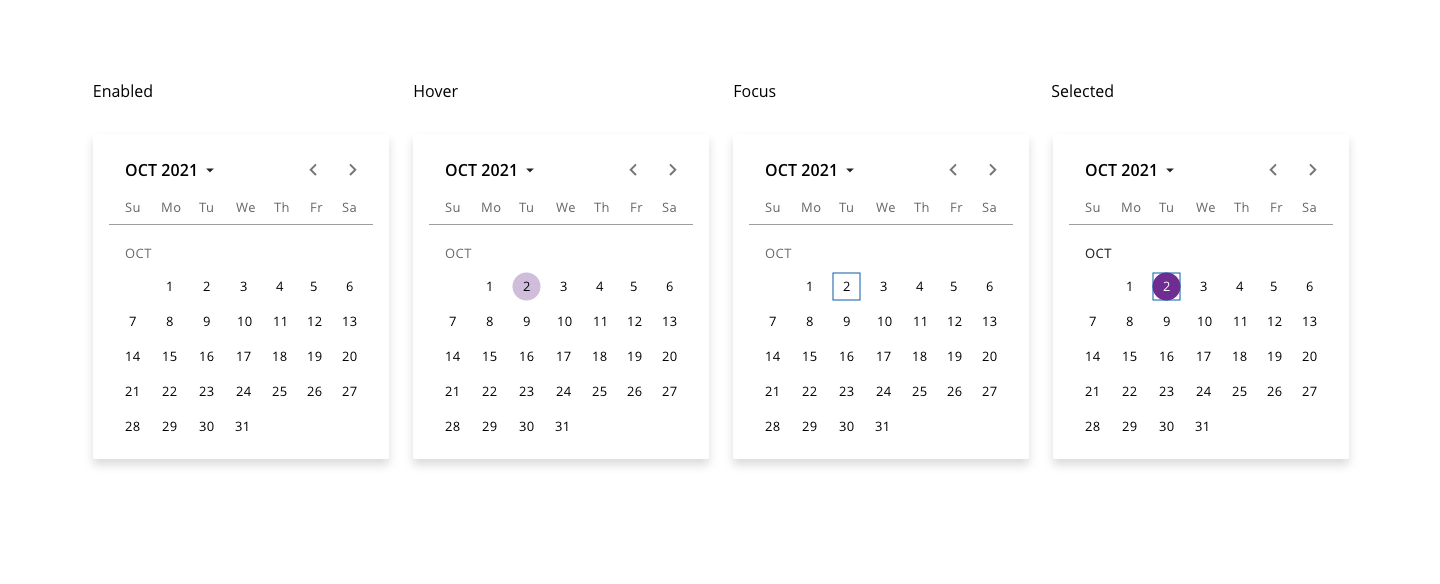 Enabled
OCT 2021
Su Mo Tu We Th Fr Sa
OCT
1 2 3 4 5 6
7 8 9 10 11 12 13
14 15 16 17 18 19 20
21 22 23 24 25 26 27
28 29 30 31
Hover
OCT 2021
Su Mo Tu We Th Fr Sa
OCT
1 2 3 4 5 6
7 8 9 10 11 12 13
14 15 16 17 18 19 20
21 22 23 24 25 26 27
28 29 30 31
Focus
OCT 2021
Su Mo Tu We Th Fr Sa
OCT
1 2 3 4 5 6
7 8 9 10 11 12 13
14 15 16 17 18 19 20
21 22 23 24 25 26 27
28 29 30 31
Selected
OCT 2021
Su Mo Tu We Th Fr Sa
OCT
1 2 3 4 5 6
7 8 9 10 11 12 13
14 15 16 17 18 19 20
21 22 23 24 25 26 27
28 29 30 31